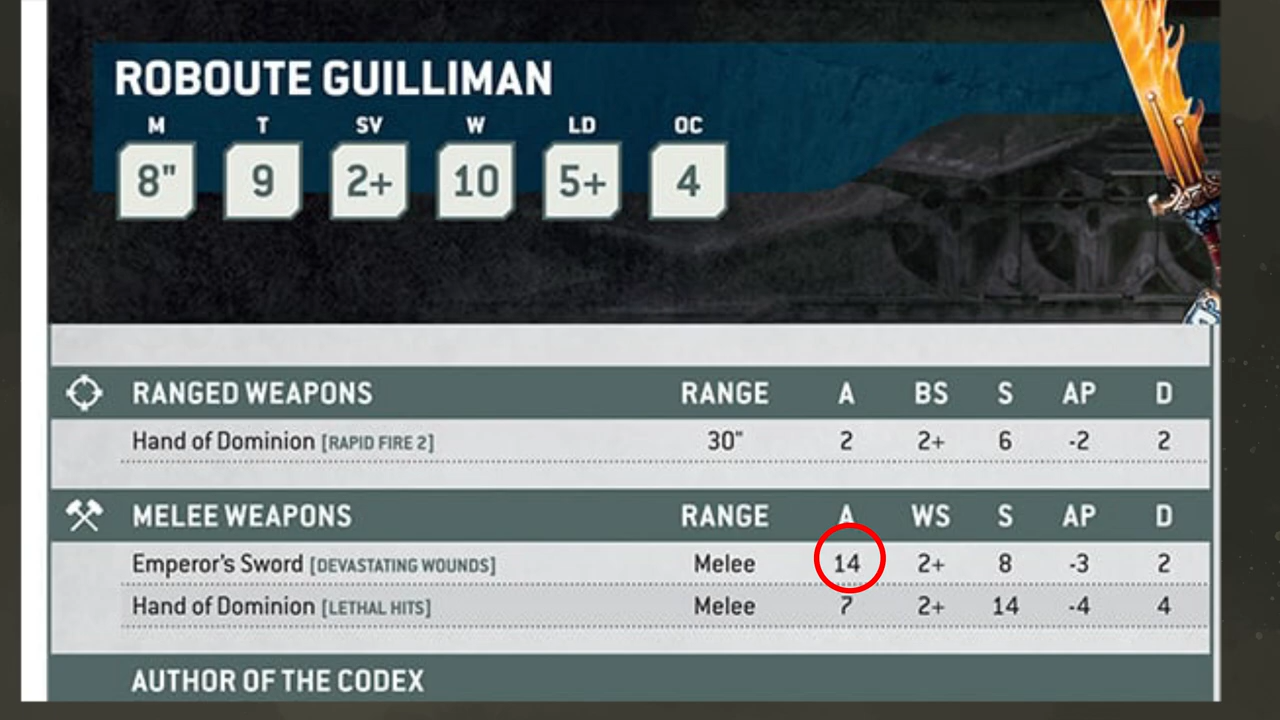 ROBOUTE GUILLIMAN
M T SV W LD OC
8" 9 2+ 10 5+ 4
RANGED WEAPONS RANGE A BS S AP D
Hand of Dominion [RAPID FIRE 2] 30" 2 2+ 6 -2 2
MELEE WEAPONS RANGE A WS S AP D
Emperor's Sword [DEVASTATING WOUNDS] Melee 14 2+ 8 -3 2
Hand of Dominion [LETHAL HITS] Melee 7 2+ 14 -4 4
AUTHOR OF THE CODEX